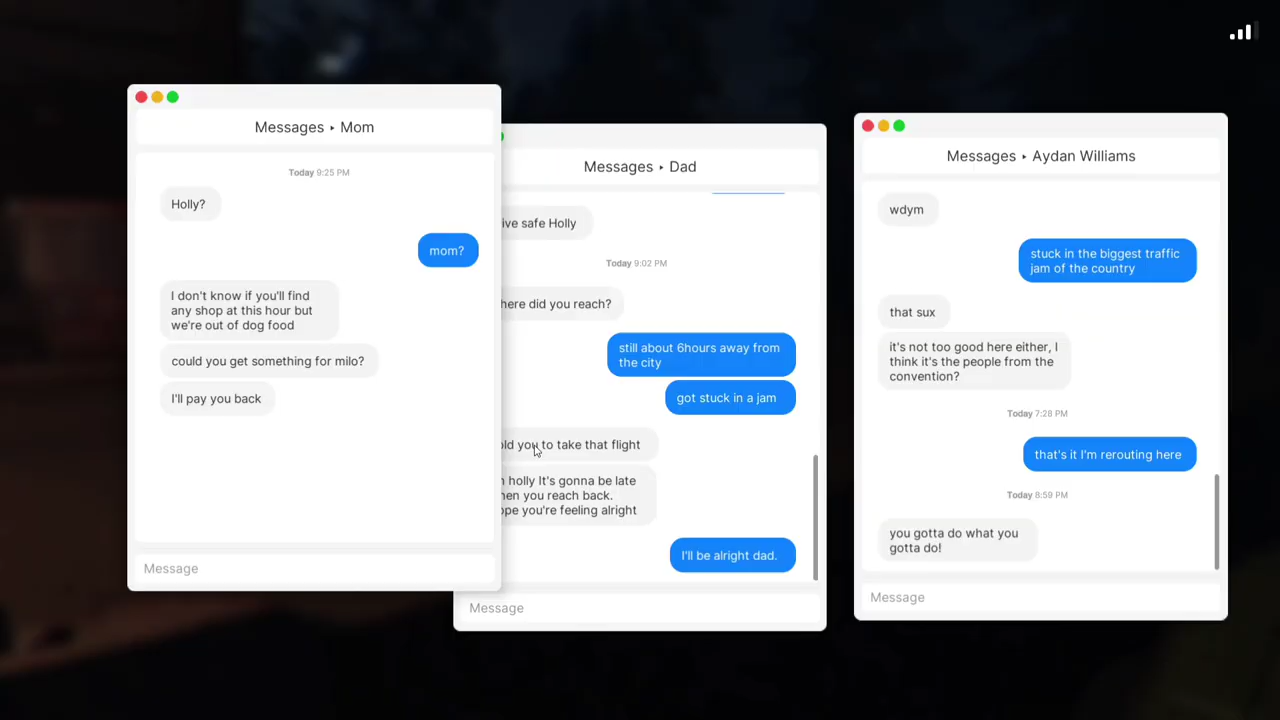 Messages ▸ Mom
Today 9:25 PM
Holly?
mom?
I don't know if you'll find
any shop at this hour but
we're out of dog food
could you get something for milo?
I'll pay you back
Message
Messages ▸ Dad
safe Holly
Today 9:02 PM
did you reach?
still about 6hours away from
the city
got stuck in a jam
you to take that flight
holly It's gonna be late
you reach back.
you're feeling alright
I'll be alright dad.
Message
Messages ▸ Aydan Williams
wdym
stuck in the biggest traffic
jam of the country
that sux
it's not too good here either, I
think it's the people from the
convention?
Today 7:28 PM
that's it I'm rerouting here
Today 8:59 PM
you gotta do what you
gotta do!
Message